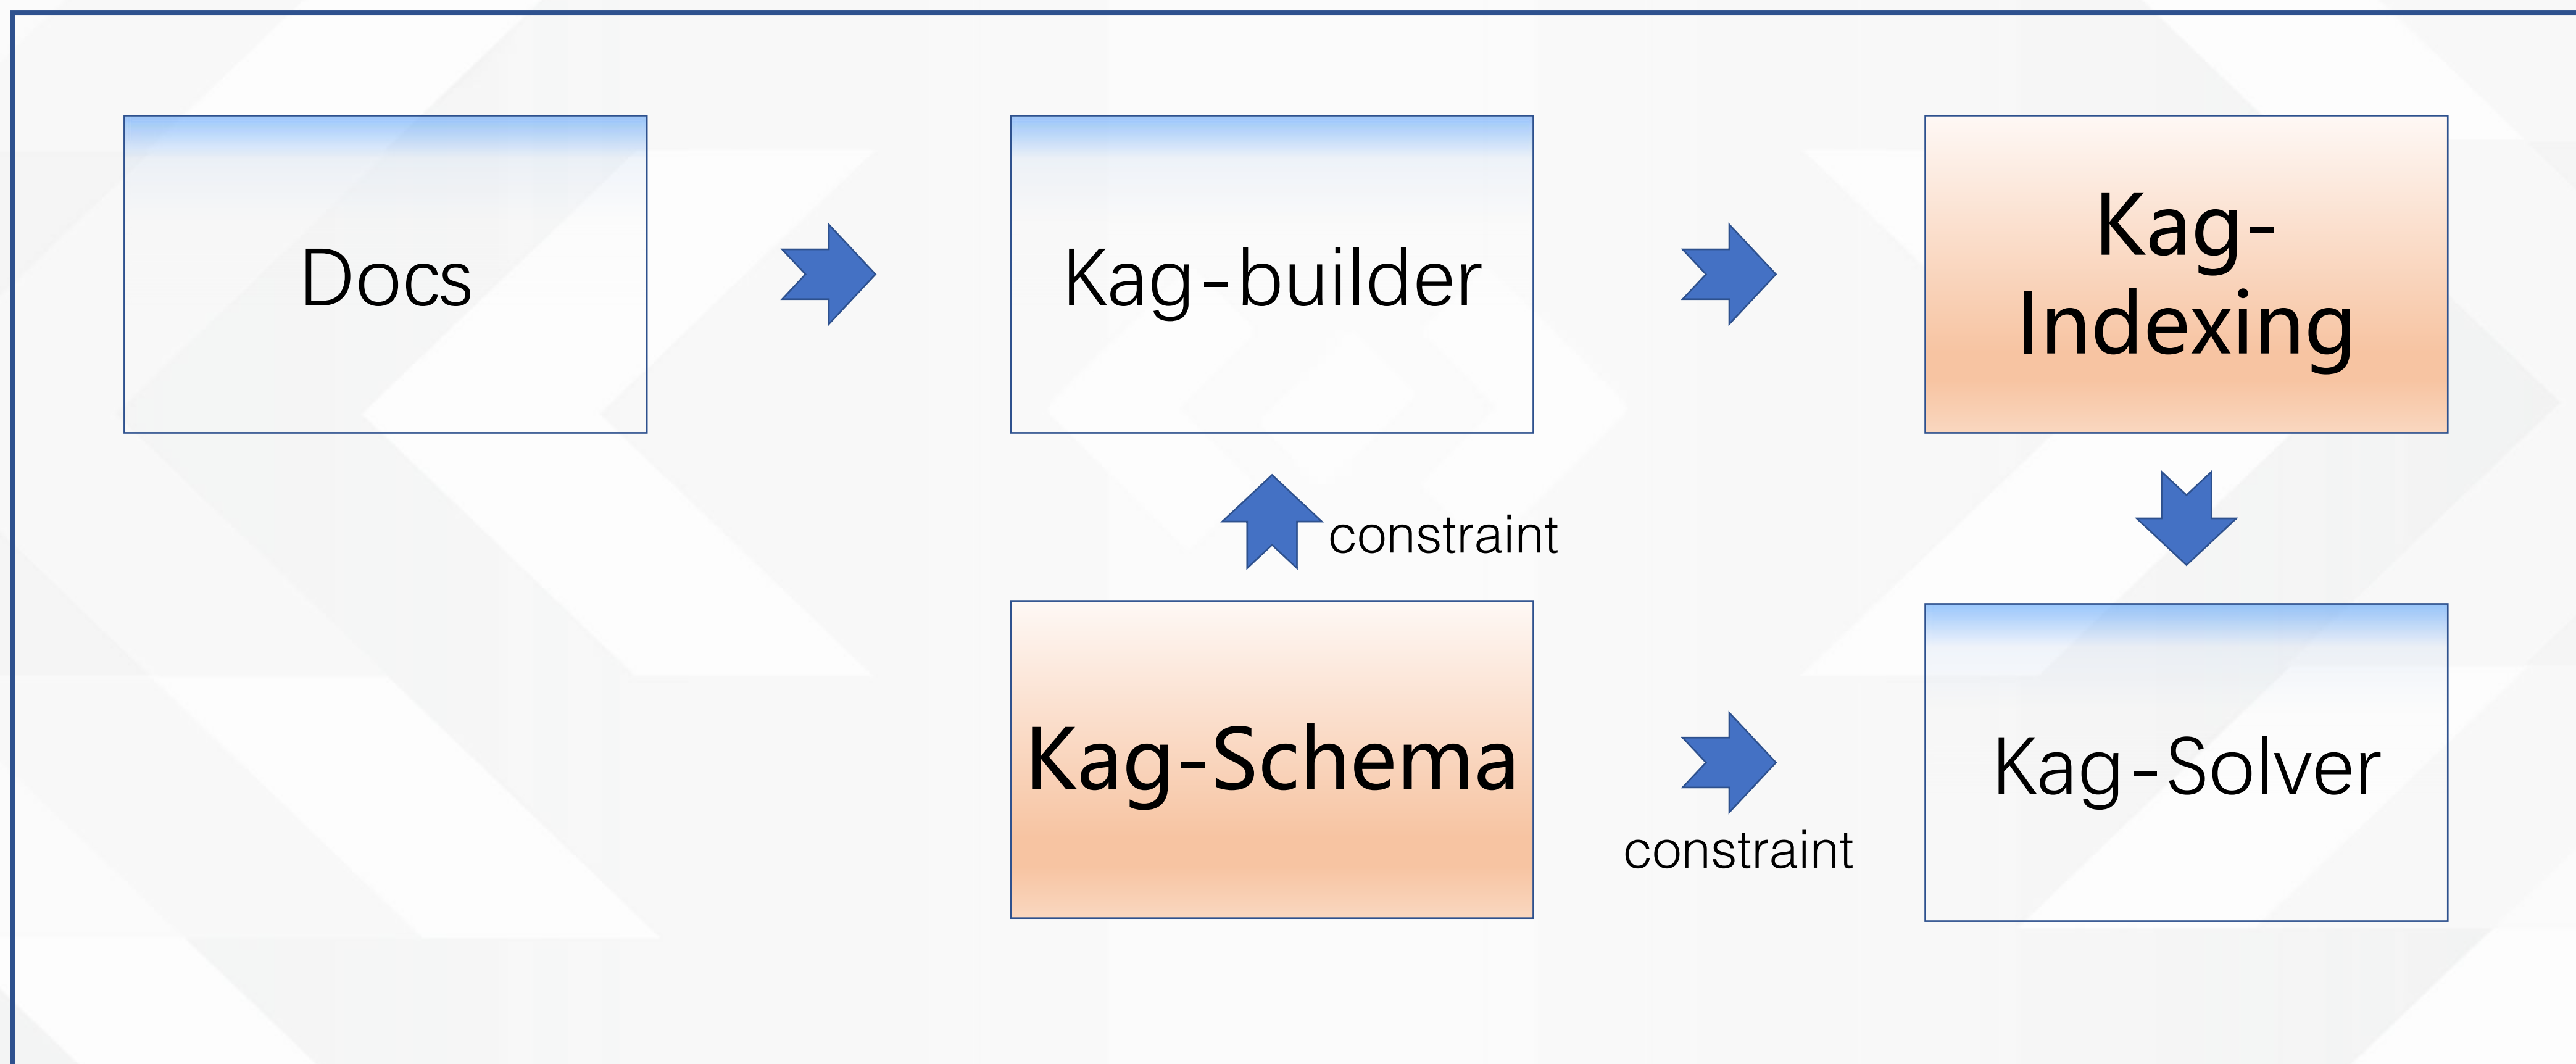 Docs
Kag-builder
Kag-
Indexing
constraint
Kag-Schema
Kag-Solver
constraint